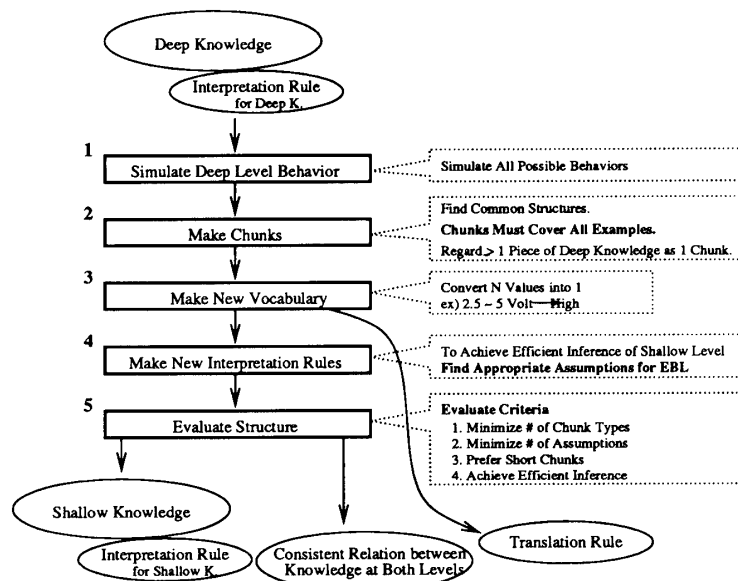 Deep Knowledge
Interpretation Rule
for Deep K.
1
Simulate Deep Level Behavior
Simulate All Possible Behaviors
2
Make Chunks
Find Common Structures.
Chunks Must Cover All Examples.
Regard > 1 Piece of Deep Knowledge as 1 Chunk.
3
Make New Vocabulary
Convert N Values into 1
ex) 2.5 ~ 5 Volt High
4
Make New Interpretation Rules
To Achieve Efficient Inference of Shallow Level
Find Appropriate Assumptions for EBL
5
Evaluate Structure
Evaluate Criteria
1. Minimize # of Chunk Types
2. Minimize # of Assumptions
3. Prefer Short Chunks
4. Achieve Efficient Inference
Shallow Knowledge
Interpretation Rule
for Shallow K.
Consistent Relation between
Knowledge at Both Levels
Translation Rule